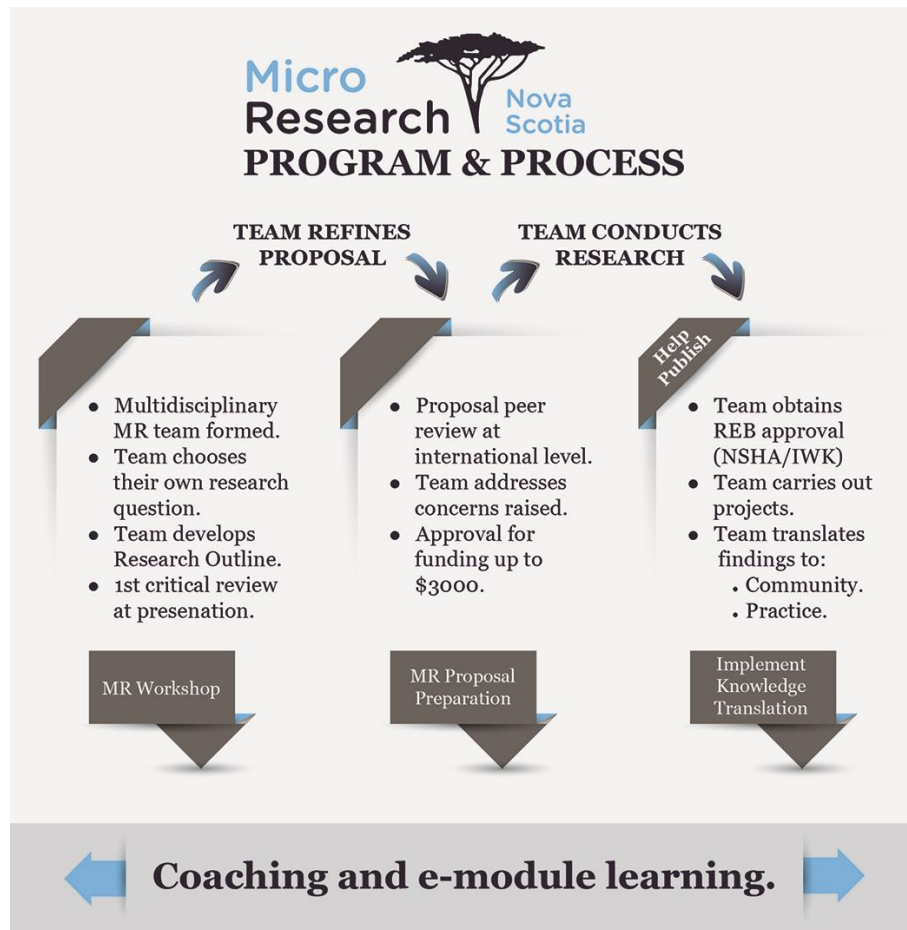 Micro
Research
Nova
Scotia
PROGRAM & PROCESS
TEAM REFINES
PROPOSAL
TEAM CONDUCTS
RESEARCH
● Multidisciplinary
MR team formed.
● Team chooses
their own research
question.
● Team develops
Research Outline.
● 1st critical review
at presenation.
MR Workshop
● Proposal peer
review at
international level.
● Team addresses
concerns raised.
● Approval for
funding up to
$3000.
MR Proposal
Preparation
Help
Publish
● Team obtains
REB approval
(NSHA/IWK)
● Team carries out
projects.
● Team translates
findings to:
• Community.
• Practice.
Implement
Knowledge
Translation
Coaching and e-module learning.